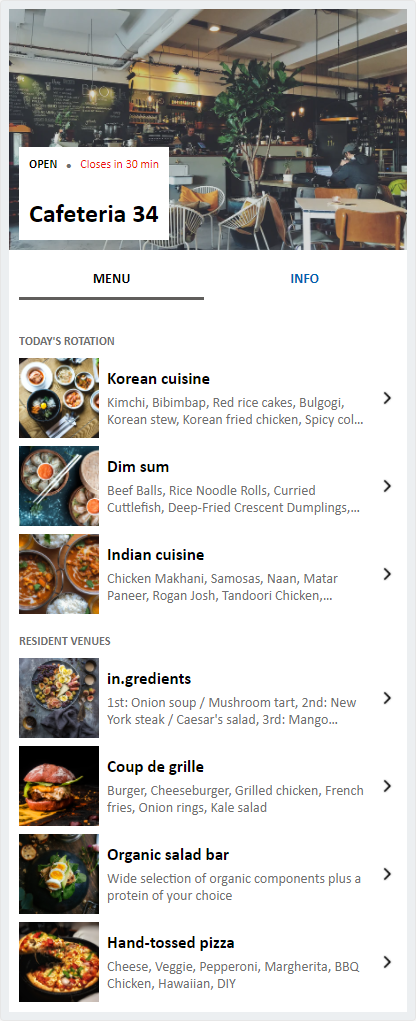 OPEN • Closes in 30 min
Cafeteria 34
MENU INFO
TODAY'S ROTATION
Korean cuisine
Kimchi, Bibimbap, Red rice cakes, Bulgogi,
Korean stew, Korean fried chicken, Spicy col...
Dim sum
Beef Balls, Rice Noodle Rolls, Curried
Cuttlefish, Deep-Fried Crescent Dumplings,...
Indian cuisine
Chicken Makhani, Samosas, Naan, Matar
Paneer, Rogan Josh, Tandoori Chicken,...
RESIDENT VENUES
in.gredients
1st: Onion soup / Mushroom tart, 2nd: New
York steak / Caesar's salad, 3rd: Mango...
Coup de grille
Burger, Cheeseburger, Grilled chicken, French
fries, Onion rings, Kale salad
Organic salad bar
Wide selection of organic components plus a
protein of your choice
Hand-tossed pizza
Cheese, Veggie, Pepperoni, Margherita, BBQ
Chicken, Hawaiian, DIY